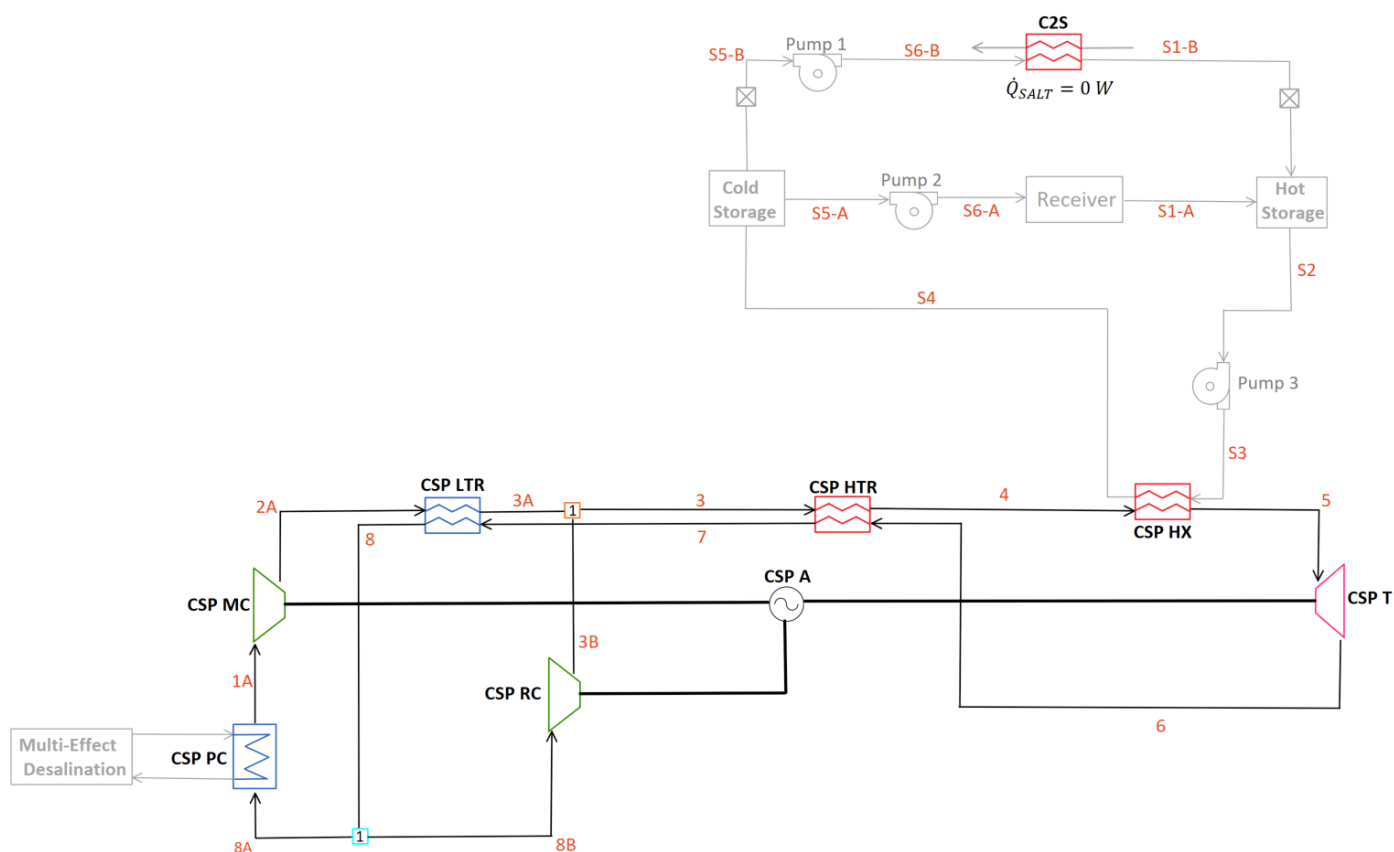 C2S
Pump 1
S5-B
S6-B
S1-B
Q̇_SALT = 0 W
Cold
Storage
Pump 2
Receiver
Hot
Storage
S5-A
S6-A
S1-A
S2
S4
Pump 3
S3
CSP LTR
3A
3
CSP HTR
4
5
2A
1
8
7
CSP HX
CSP MC
CSP A
CSP T
3B
1A
CSP RC
6
Multi-Effect
Desalination
CSP PC
1
8A
8B